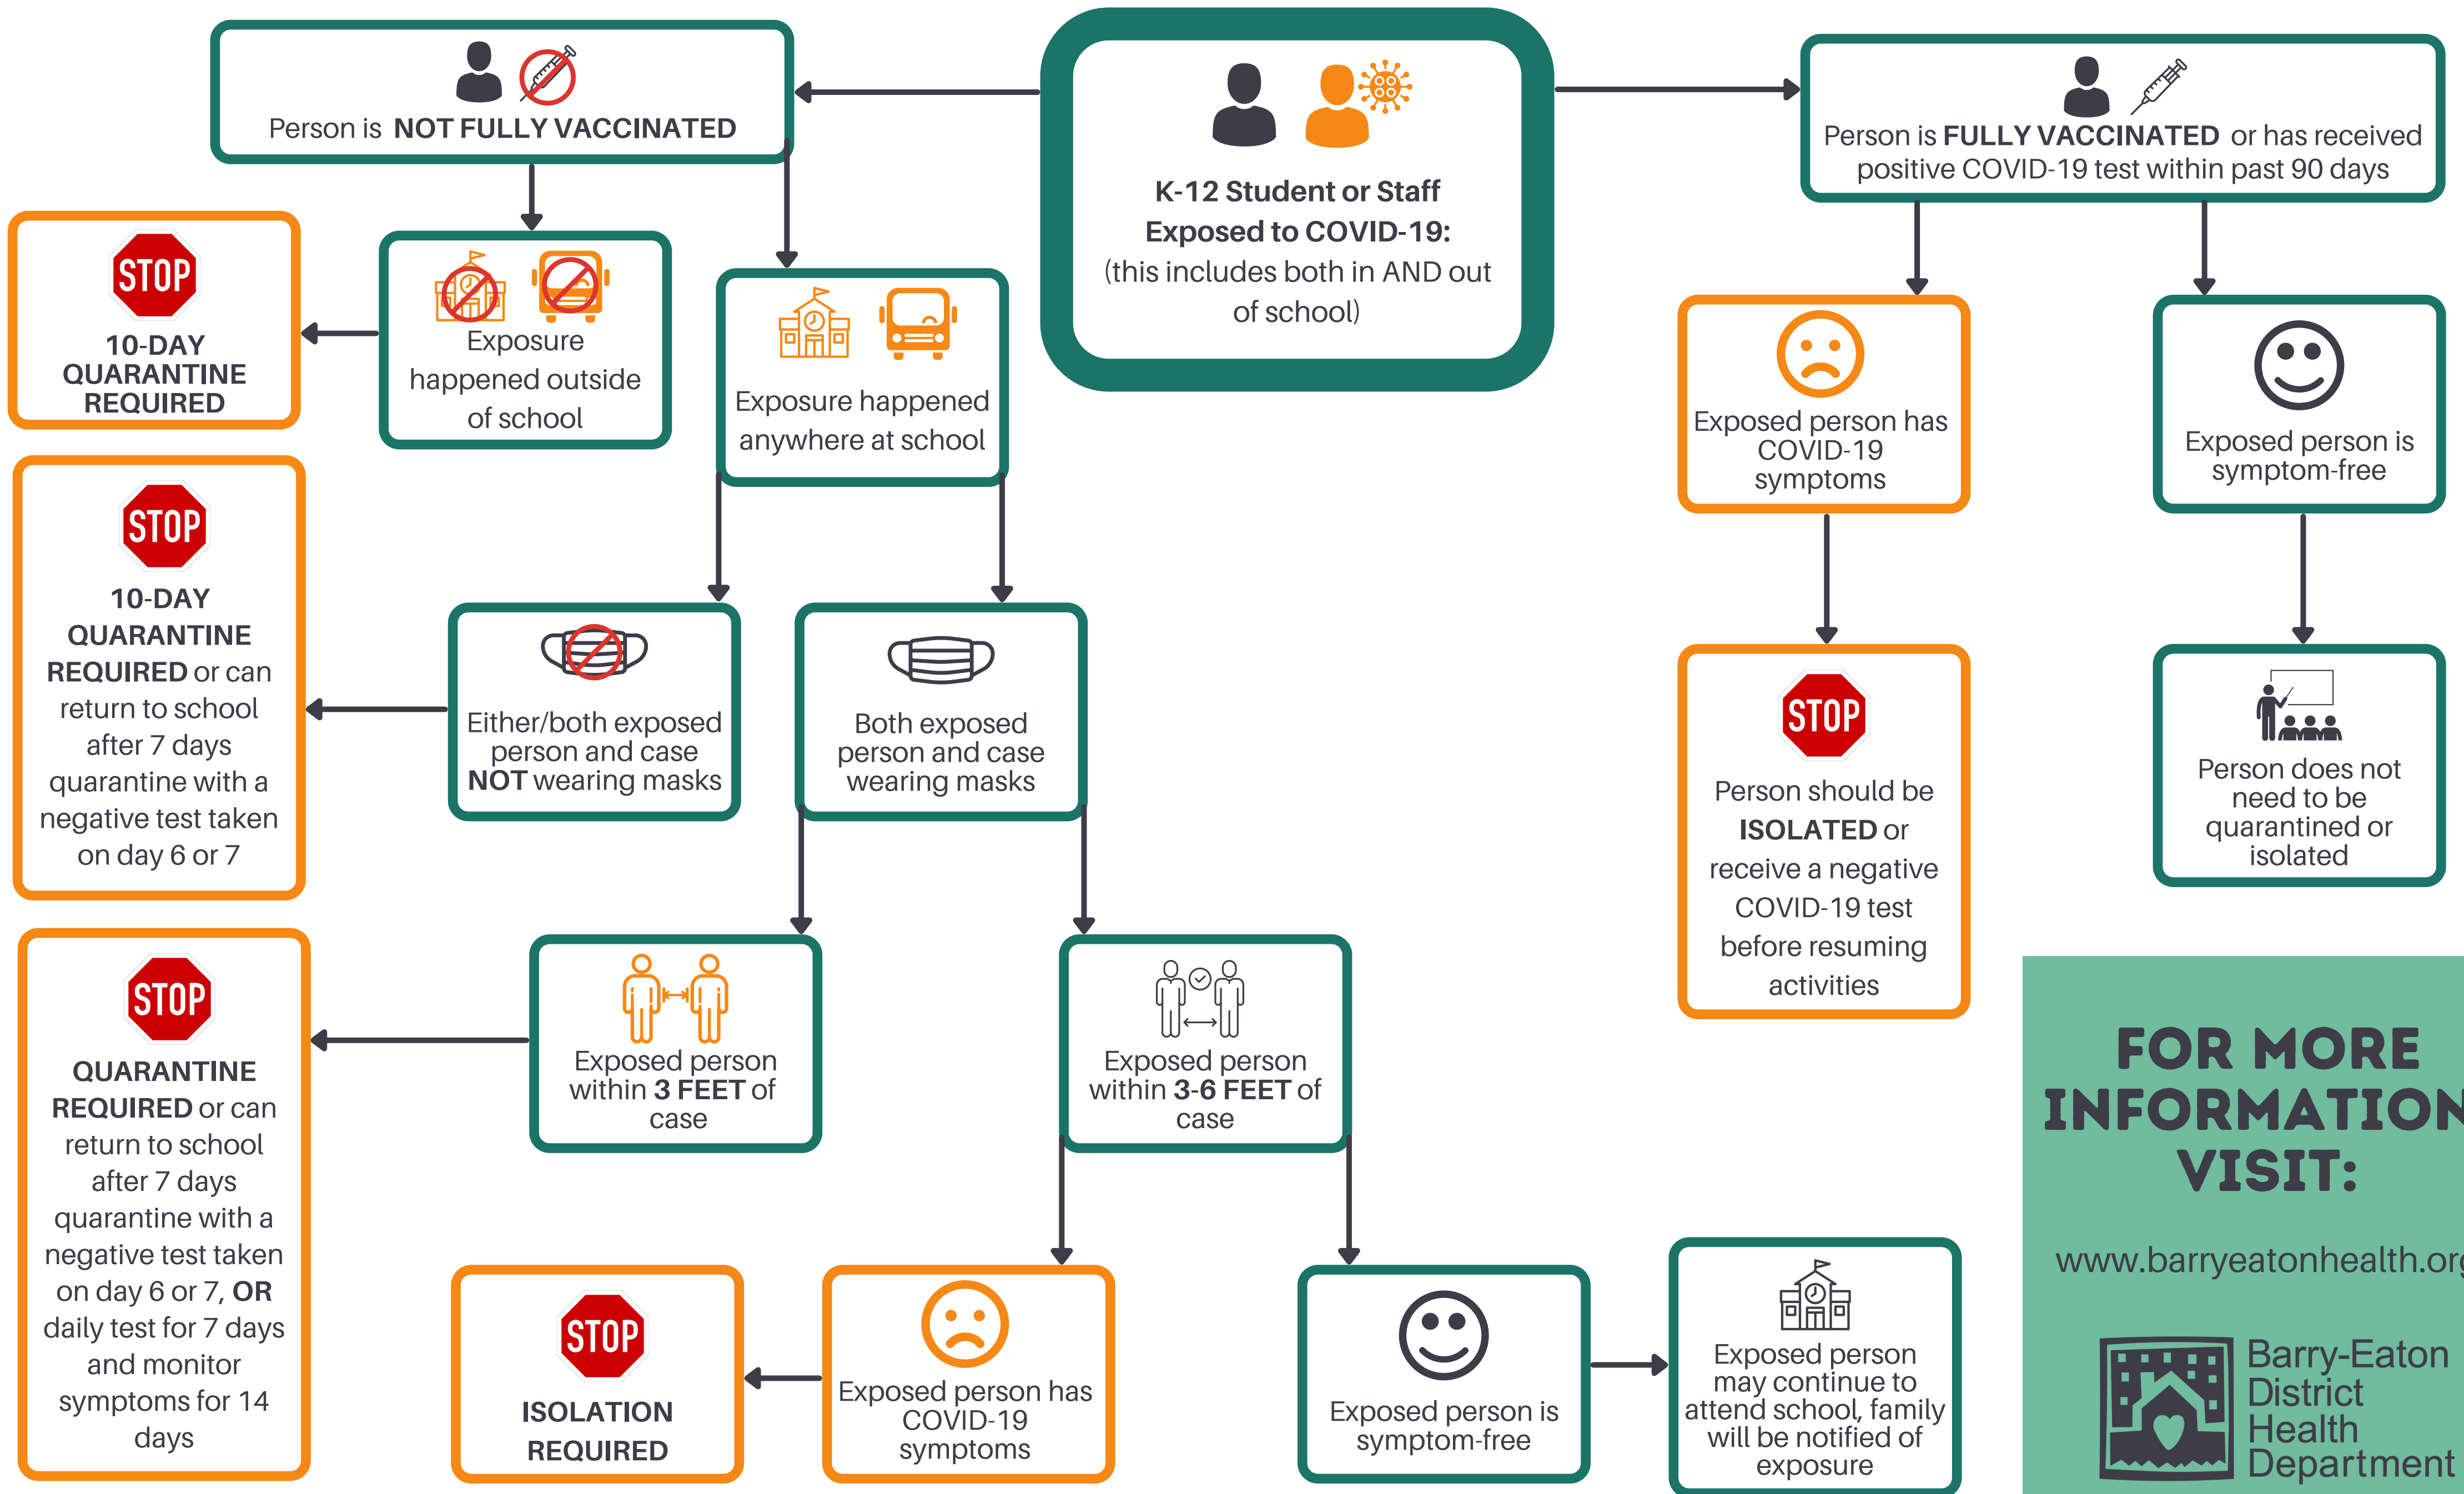 Person is NOT FULLY VACCINATED
K-12 Student or Staff
Exposed to COVID-19:
(this includes both in AND out
of school)
Person is FULLY VACCINATED or has received
positive COVID-19 test within past 90 days
STOP
10-DAY
QUARANTINE
REQUIRED
Exposure
happened outside
of school
Exposure happened
anywhere at school
Exposed person has
COVID-19
symptoms
Exposed person is
symptom-free
STOP
10-DAY
QUARANTINE
REQUIRED or can
return to school
after 7 days
quarantine with a
negative test taken
on day 6 or 7
Either/both exposed
person and case
NOT wearing masks
Both exposed
person and case
wearing masks
STOP
Person should be
ISOLATED or
receive a negative
COVID-19 test
before resuming
activities
Person does not
need to be
quarantined or
isolated
STOP
QUARANTINE
REQUIRED or can
return to school
after 7 days
quarantine with a
negative test taken
on day 6 or 7, OR
daily test for 7 days
and monitor
symptoms for 14
days
Exposed person
within 3 FEET of
case
Exposed person
within 3-6 FEET of
case
STOP
ISOLATION
REQUIRED
Exposed person has
COVID-19
symptoms
Exposed person is
symptom-free
Exposed person
may continue to
attend school, family
will be notified of
exposure
FOR MORE
INFORMATION
VISIT:
www.barryeatonhealth.org
Barry-Eaton
District
Health
Department